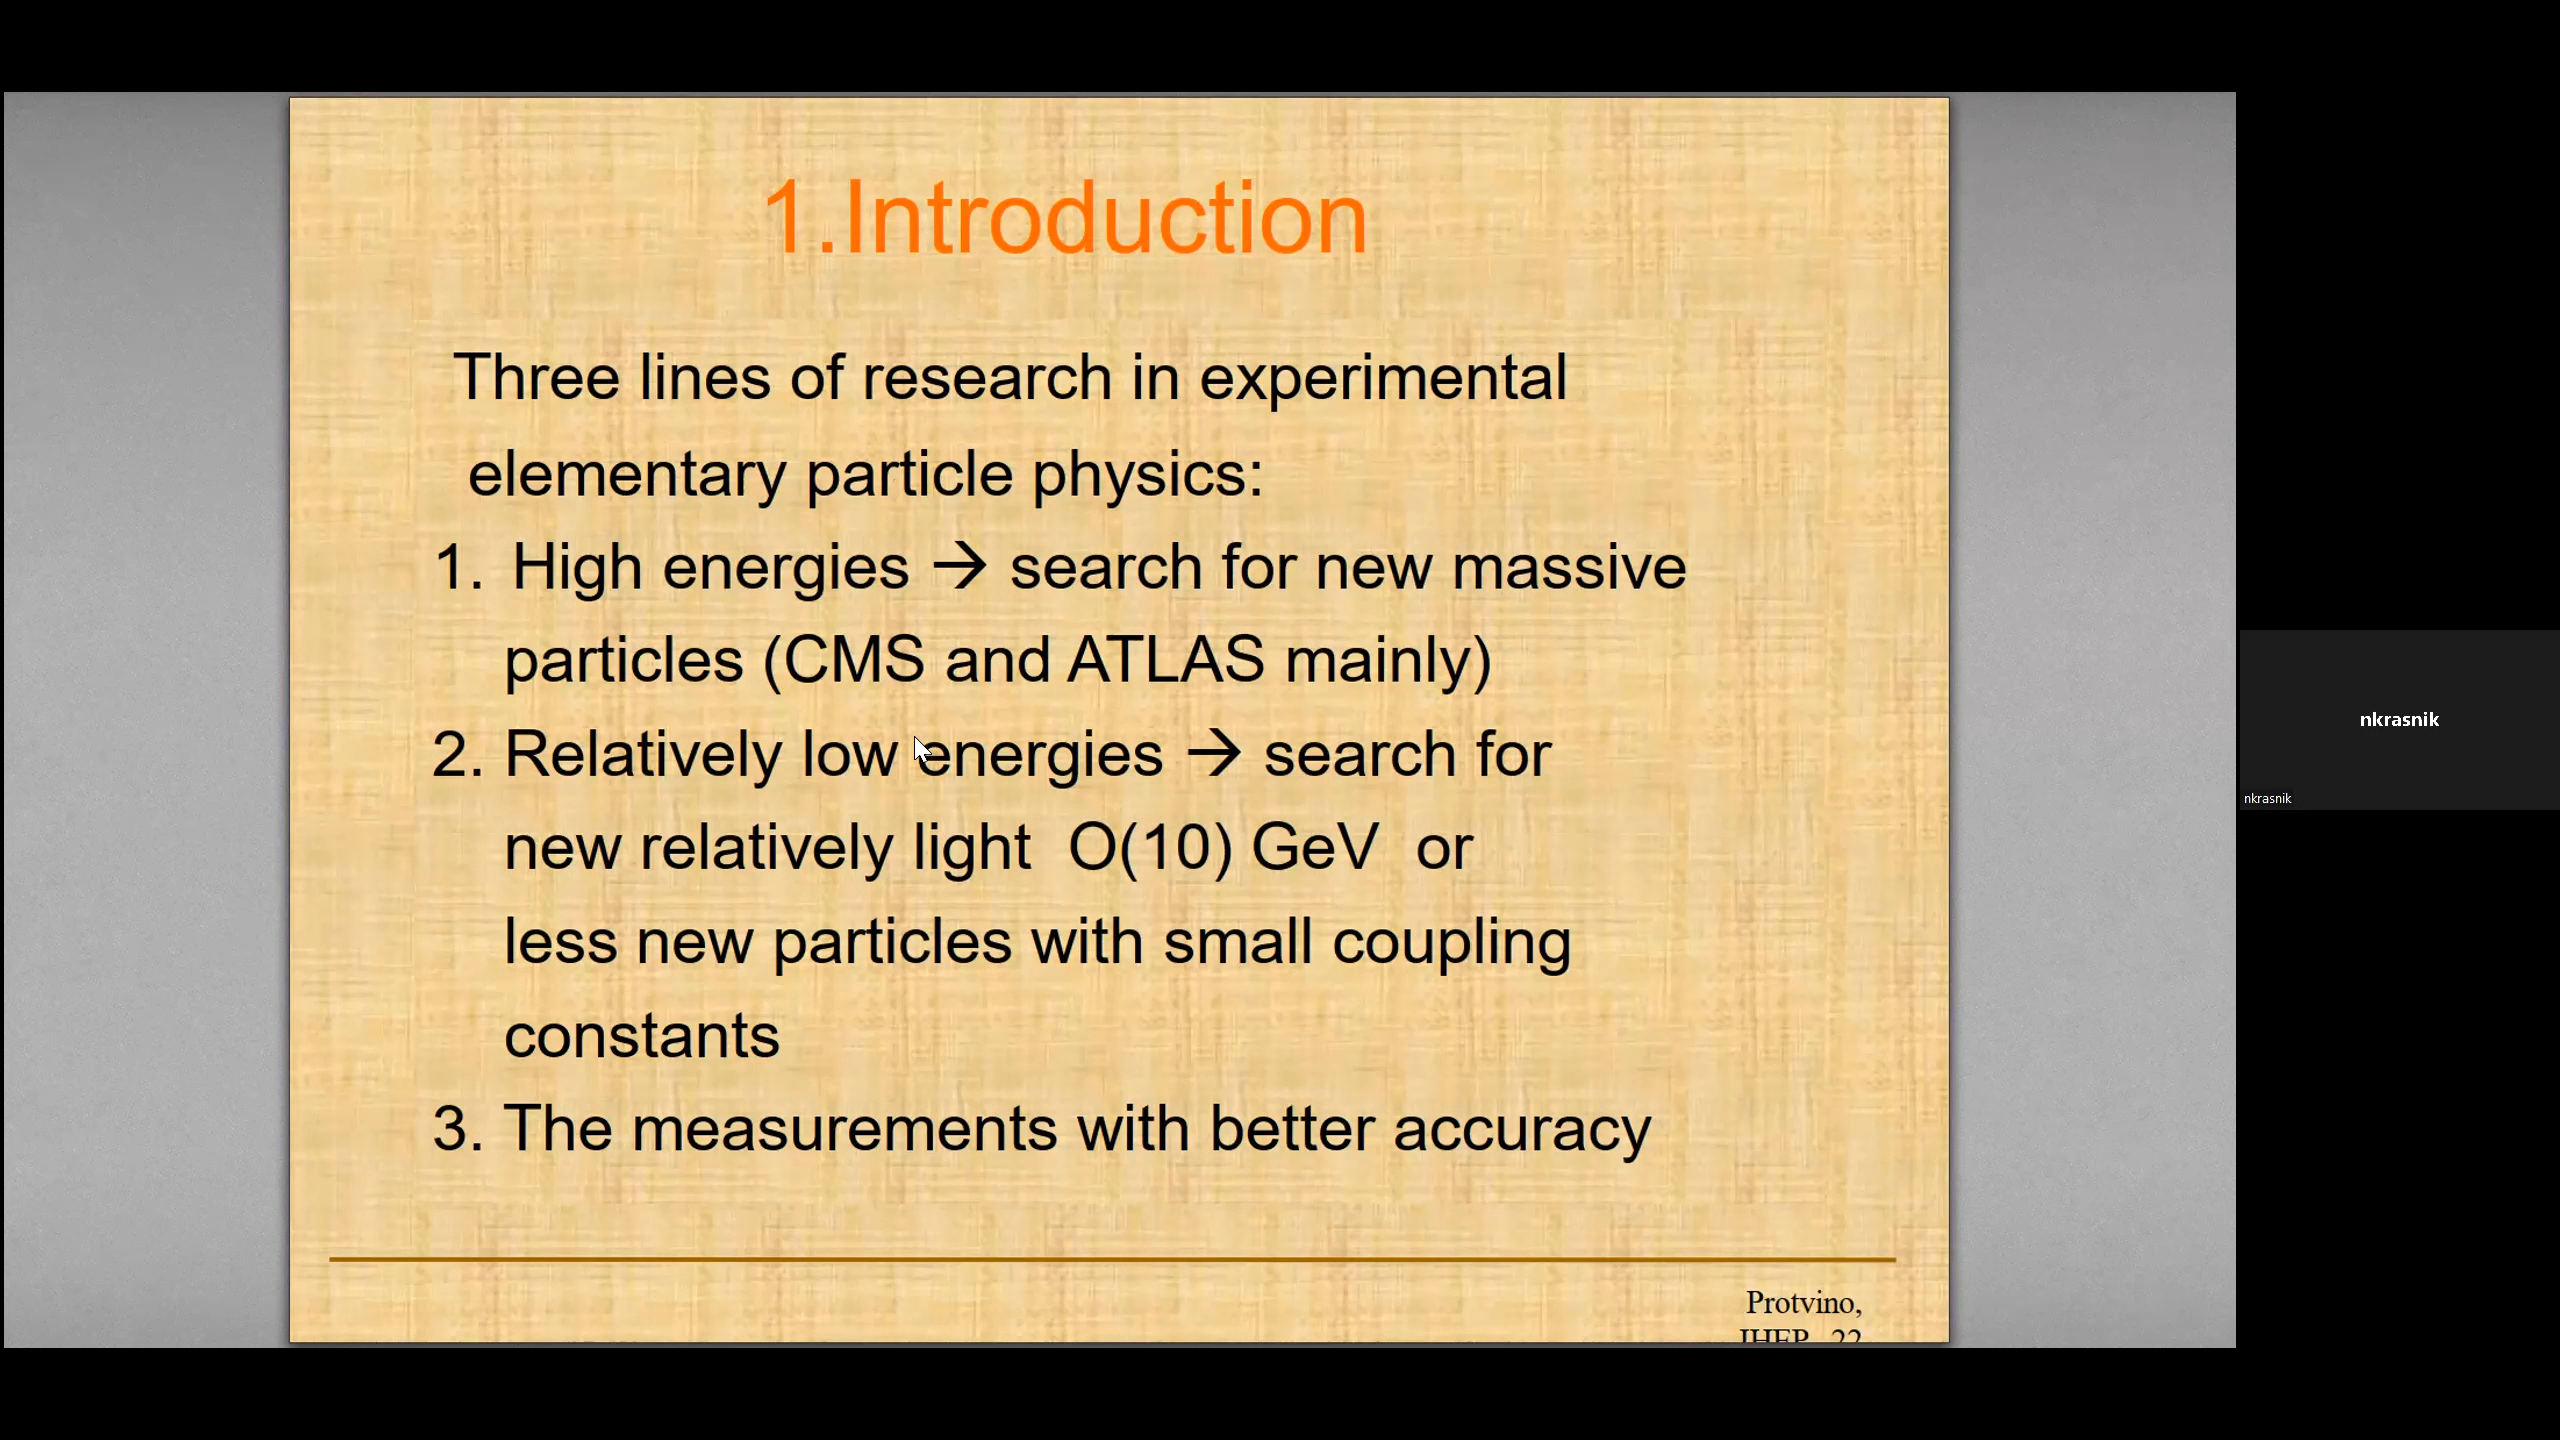 1.Introduction
Three lines of research in experimental
elementary particle physics:
1. High energies → search for new massive
particles (CMS and ATLAS mainly)
2. Relatively low energies → search for
new relatively light O(10) GeV or
less new particles with small coupling
constants
3. The measurements with better accuracy
Protvino,
IHEP, 22
nkrasnik
nkrasnik